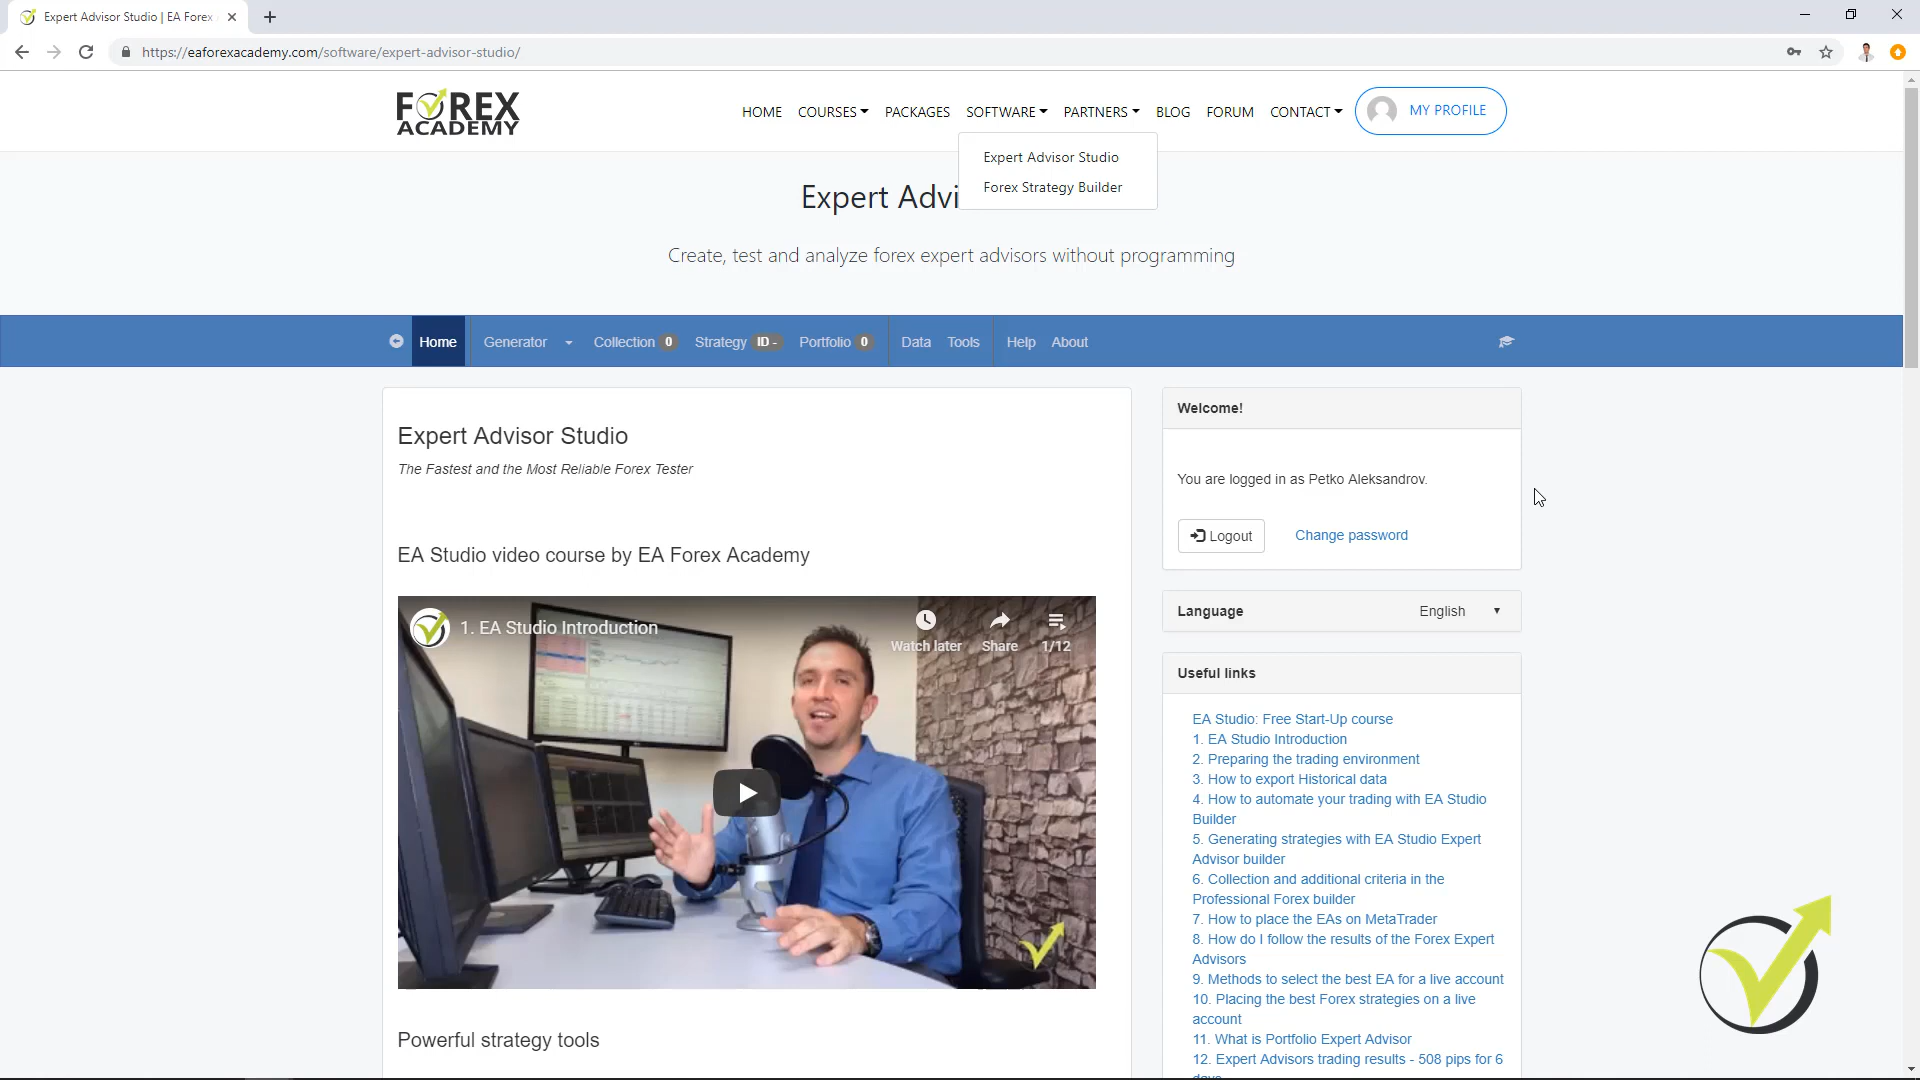 Expert Advisor Studio | EA Forex
https://eaforexacademy.com/software/expert-advisor-studio/
FOREX
ACADEMY
HOME COURSES PACKAGES SOFTWARE PARTNERS BLOG FORUM CONTACT MY PROFILE
Expert Advisor Studio
Forex Strategy Builder
Expert Advi
Create, test and analyze forex expert advisors without programming
Home Generator Collection 0 Strategy ID - Portfolio 0 Data Tools Help About
Expert Advisor Studio
The Fastest and the Most Reliable Forex Tester
EA Studio video course by EA Forex Academy
1. EA Studio Introduction
Watch later Share 1/12
Powerful strategy tools
Welcome!
You are logged in as Petko Aleksandrov.
Logout Change password
Language English
Useful links
EA Studio: Free Start-Up course
1. EA Studio Introduction
2. Preparing the trading environment
3. How to export Historical data
4. How to automate your trading with EA Studio
Builder
5. Generating strategies with EA Studio Expert
Advisor builder
6. Collection and additional criteria in the
Professional Forex builder
7. How to place the EAs on MetaTrader
8. How do I follow the results of the Forex Expert
Advisors
9. Methods to select the best EA for a live account
10. Placing the best Forex strategies on a live
account
11. What is Portfolio Expert Advisor
12. Expert Advisors trading results - 508 pips for 6